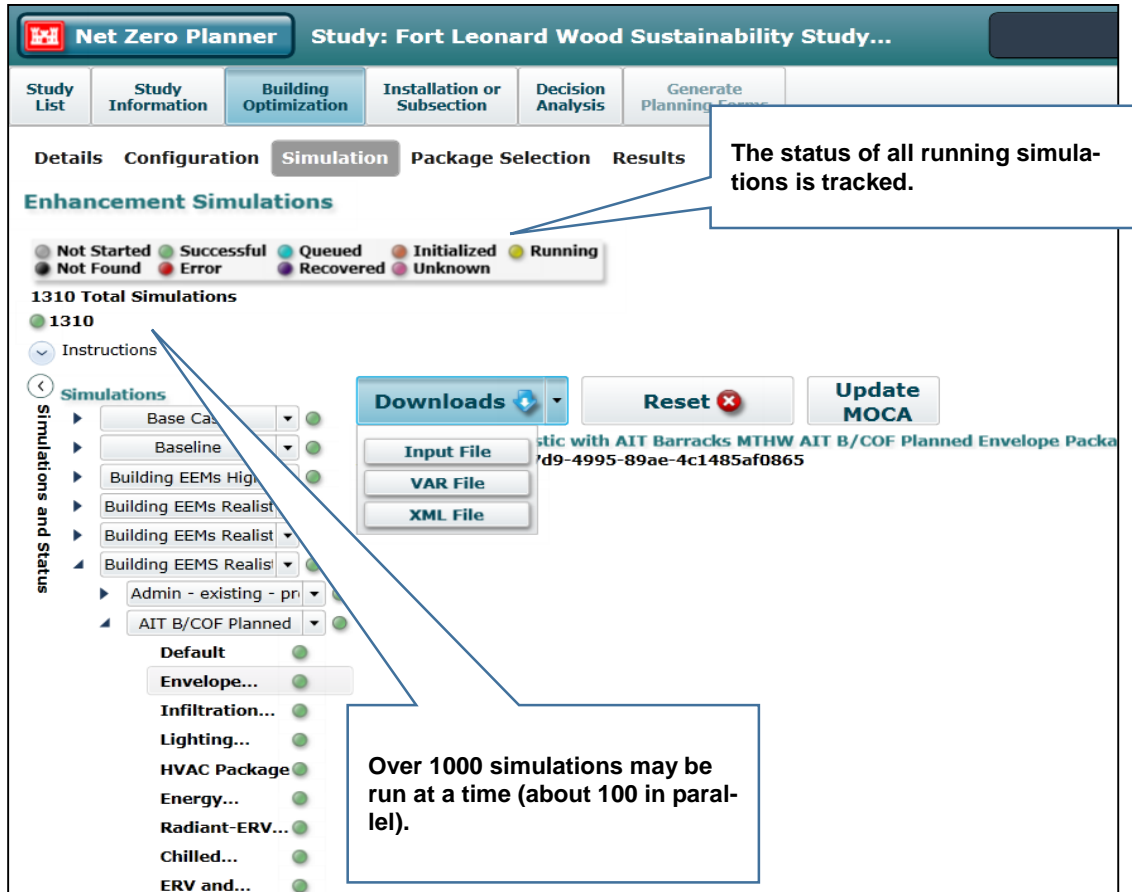 Net Zero Planner
Study: Fort Leonard Wood Sustainability Study...
Study List
Study Information
Building Optimization
Installation or Subsection
Decision Analysis
Generate Planning Forms
Details Configuration Simulation Package Selection Results
The status of all running simula-
tions is tracked.
Enhancement Simulations
Not Started Successful Queued Initialized Running
Not Found Error Recovered Unknown
1310 Total Simulations
1310
Instructions
Simulations and Status
Simulations
Base Cas
Baseline
Building EEMs High
Building EEMs Realist
Building EEMs Realist
Building EEMS Realis
Admin - existing - pr
AIT B/COF Planned
Default
Envelope...
Infiltration...
Lighting...
HVAC Package
Energy...
Radiant-ERV...
Chilled...
ERV and...
Downloads
Reset
Update MOCA
Input File
VAR File
XML File
stic with AIT Barracks MTHW AIT B/COF Planned Envelope Packa
7d9-4995-89ae-4c1485af0865
Over 1000 simulations may be
run at a time (about 100 in paral-
lel).